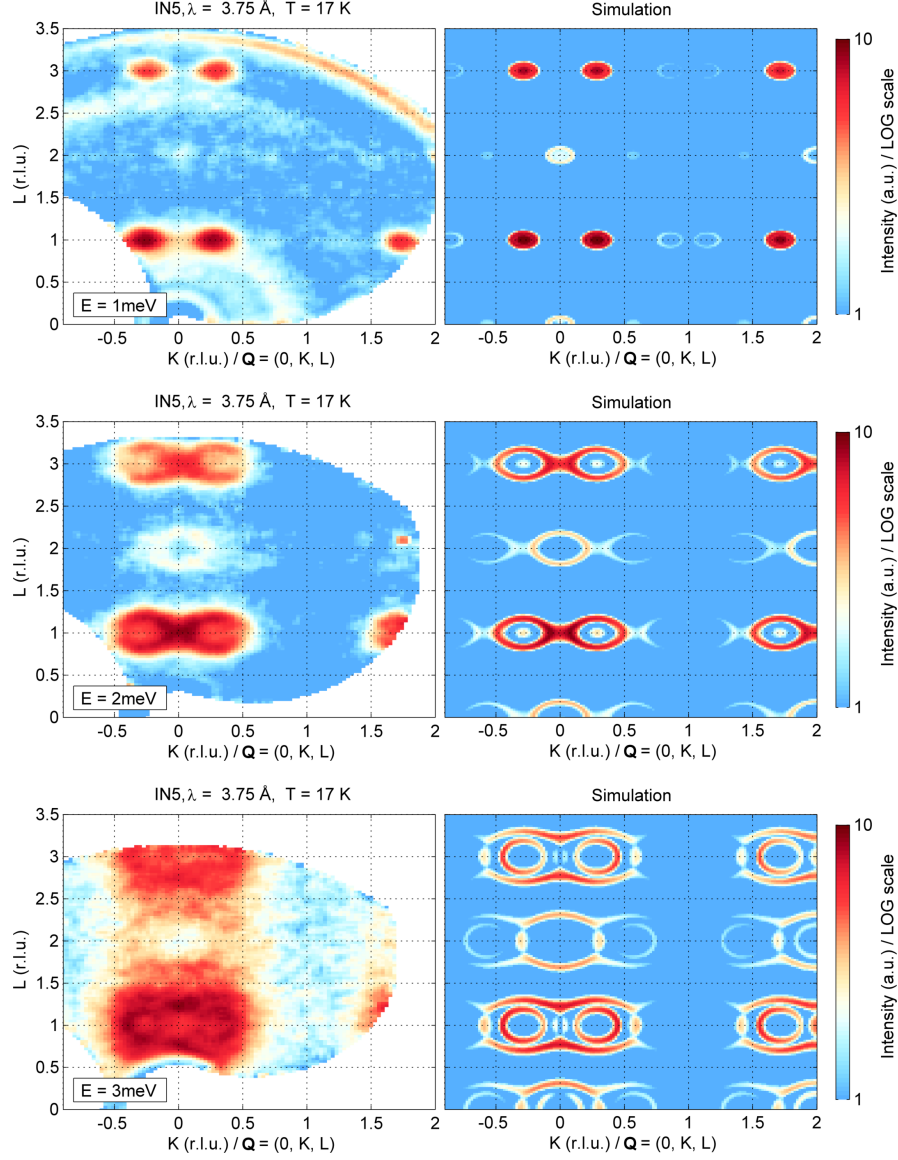 IN5, λ = 3.75 Å, T = 17 K
Simulation
3.5
3
2.5
2
1.5
1
0.5
0
L (r.l.u.)
E = 1meV
-0.5 0 0.5 1 1.5 2
-0.5 0 0.5 1 1.5 2
K (r.l.u.) / Q = (0, K, L)
K (r.l.u.) / Q = (0, K, L)
10
1
Intensity (a.u.) / LOG scale
IN5, λ = 3.75 Å, T = 17 K
Simulation
3.5
3
2.5
2
1.5
1
0.5
0
L (r.l.u.)
E = 2meV
-0.5 0 0.5 1 1.5 2
-0.5 0 0.5 1 1.5 2
K (r.l.u.) / Q = (0, K, L)
K (r.l.u.) / Q = (0, K, L)
10
1
Intensity (a.u.) / LOG scale
IN5, λ = 3.75 Å, T = 17 K
Simulation
3.5
3
2.5
2
1.5
1
0.5
0
L (r.l.u.)
E = 3meV
-0.5 0 0.5 1 1.5 2
-0.5 0 0.5 1 1.5 2
K (r.l.u.) / Q = (0, K, L)
K (r.l.u.) / Q = (0, K, L)
10
1
Intensity (a.u.) / LOG scale